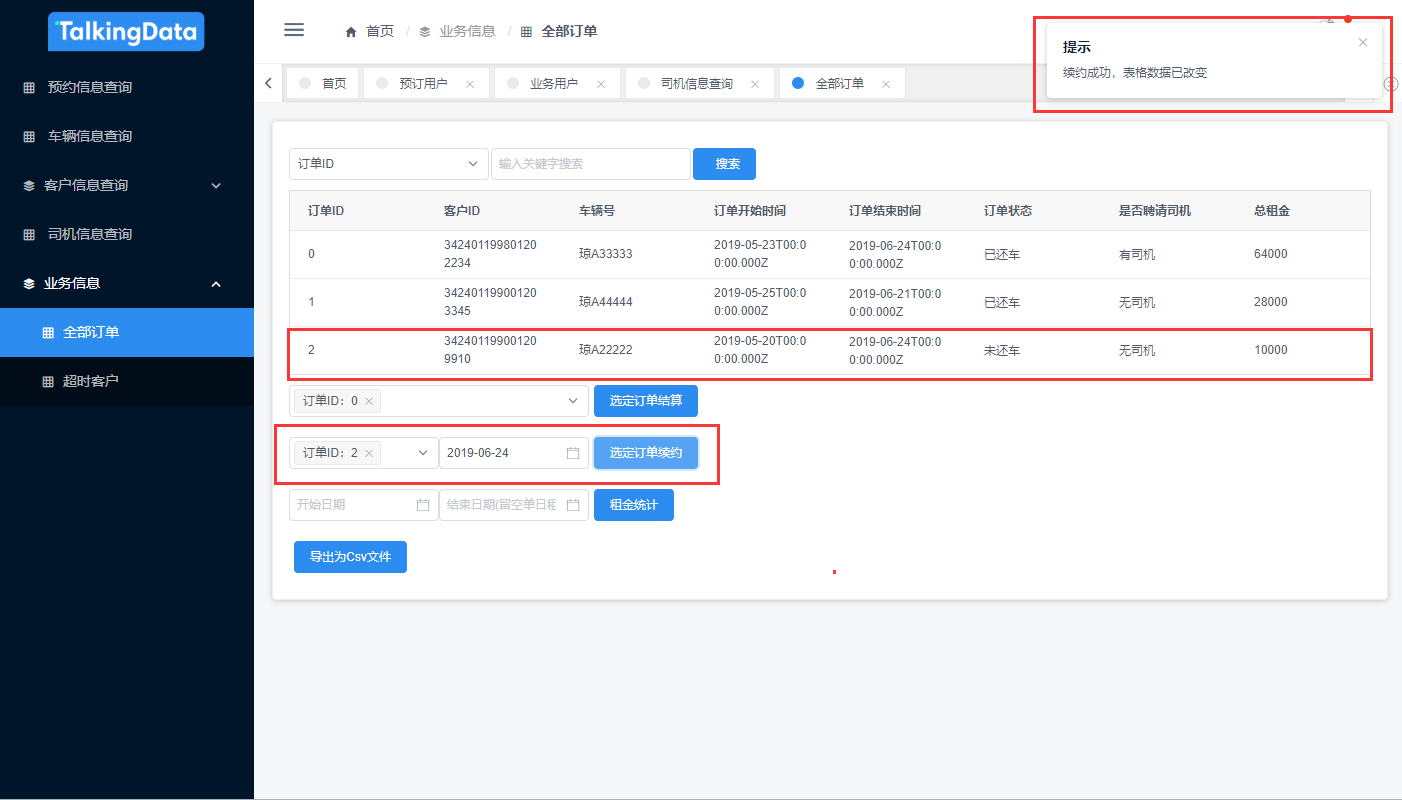 TalkingData
预约信息查询
车辆信息查询
客户信息查询
司机信息查询
业务信息
全部订单
超时客户
首页 / 业务信息 / 全部订单
首页 预订用户 业务用户 司机信息查询 全部订单
提示
续约成功，表格数据已改变
订单ID 输入关键字搜索 搜索
订单ID 客户ID 车辆号 订单开始时间 订单结束时间 订单状态 是否聘请司机 总租金
0 34240119980120 琼A33333 2019-05-23T00:0 2019-06-24T00:0 已还车 有司机 64000
2234 0:00.000Z 0:00.000Z
1 34240119900120 琼A44444 2019-05-25T00:0 2019-06-21T00:0 已还车 无司机 28000
3345 0:00.000Z 0:00.000Z
2 34240119900120 琼A22222 2019-05-20T00:0 2019-06-24T00:0 未还车 无司机 10000
9910 0:00.000Z 0:00.000Z
订单ID：0 选定订单结算
订单ID：2 2019-06-24 选定订单续约
开始日期 结束日期(留空单日租 租金统计
导出为Csv文件